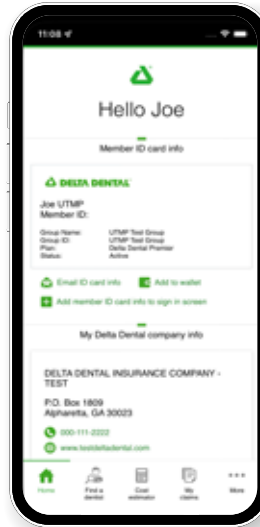 11:08
Hello Joe
Member ID card info
DELTA DENTAL
Joe UTMP
Member ID:
Group Name: UTMP Test Group
Group ID: UTMP Test Group
Plan: Delta Dental Premier
Status: Active
Email ID card info Add to wallet
Add member ID card info to sign in screen
My Delta Dental company info
DELTA DENTAL INSURANCE COMPANY -
TEST
P.O. Box 1809
Alpharetta, GA 30023
000-111-2222
www.testdeltadental.com
Home Find a dentist Cost estimator My claims More